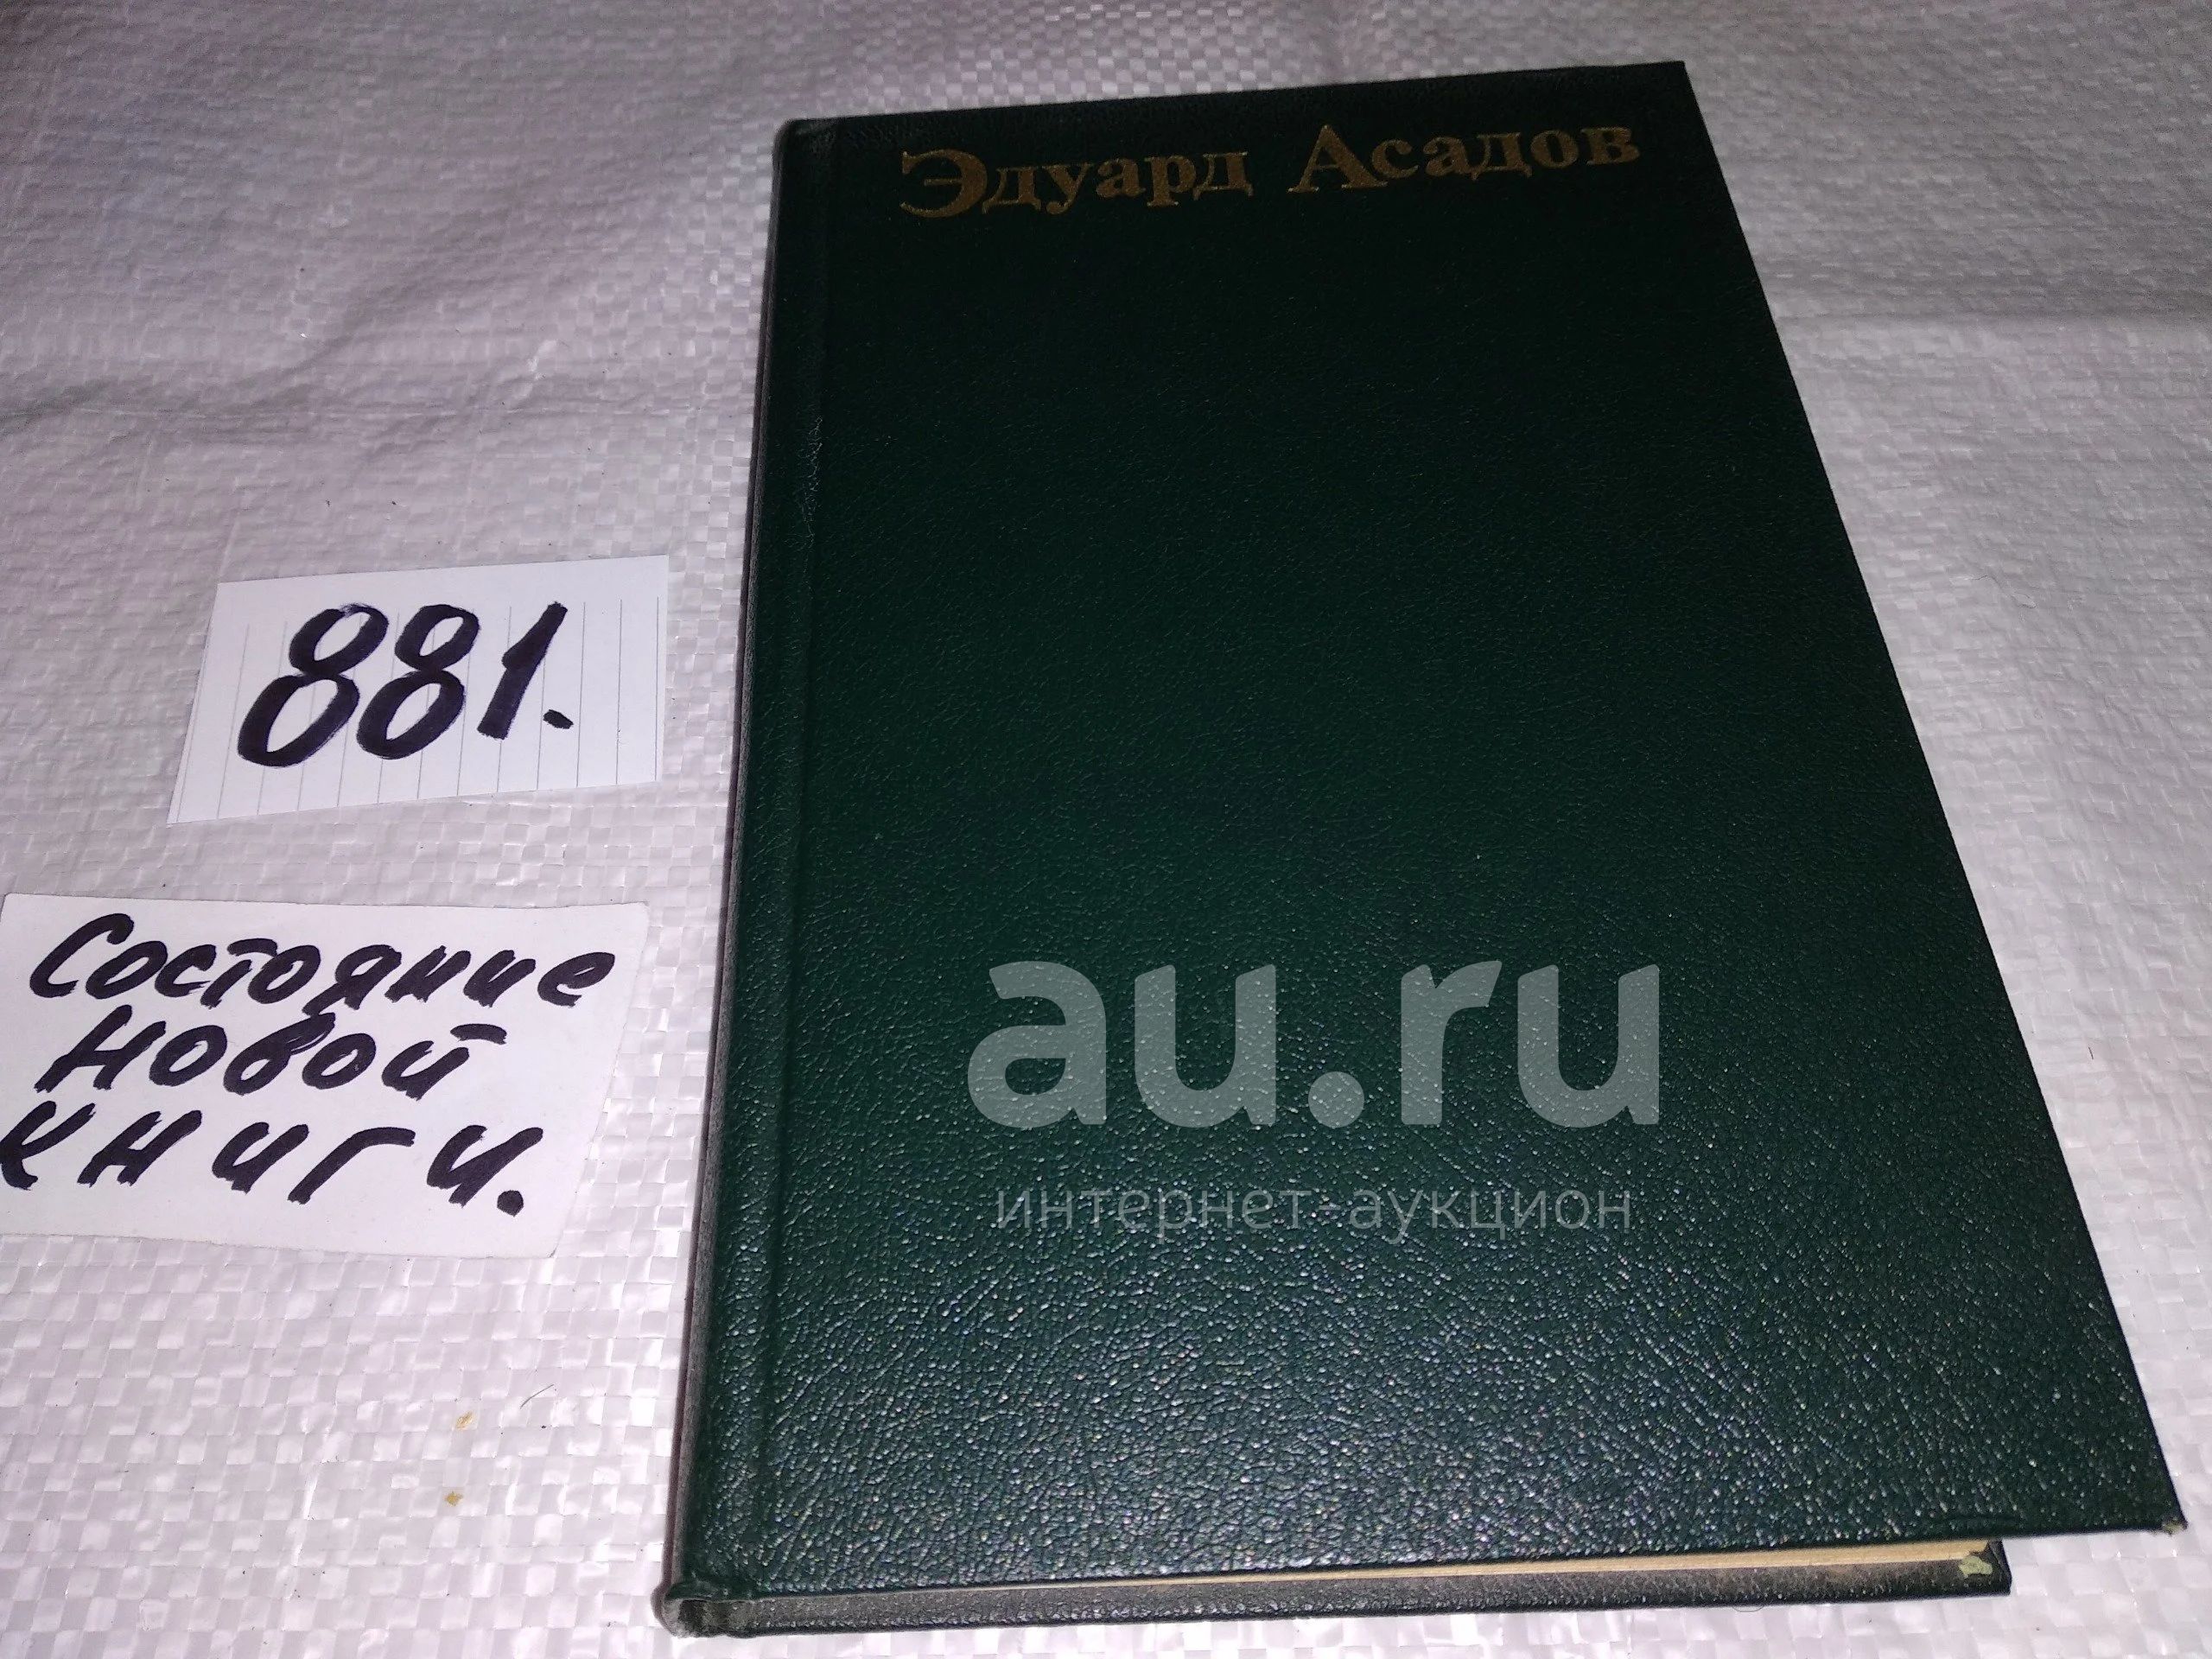 Эдуард Асадов
881.
Состояние
новой
книги.
au.ru
интернет-аукцион